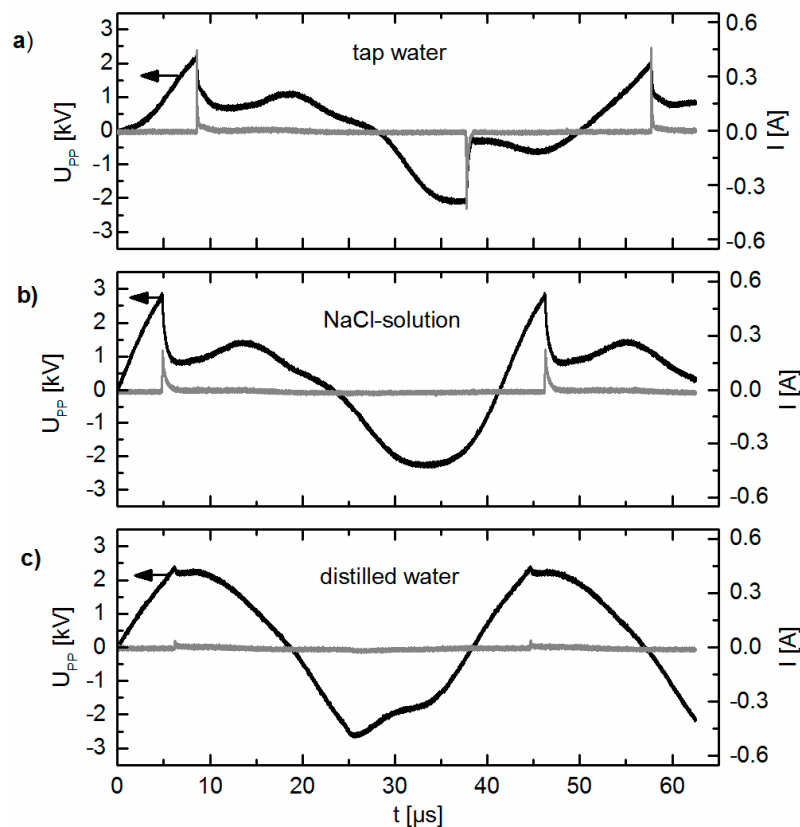 a)
tap water
3
2
1
0
-1
-2
-3
U_PP [kV]
0.6
0.3
0.0
-0.3
-0.6
I [A]
b)
NaCl-solution
3
2
1
0
-1
-2
-3
U_PP [kV]
0.6
0.3
0.0
-0.3
-0.6
I [A]
c)
distilled water
3
2
1
0
-1
-2
-3
U_PP [kV]
0.6
0.3
0.0
-0.3
-0.6
I [A]
0 10 20 30 40 50 60
t [µs]